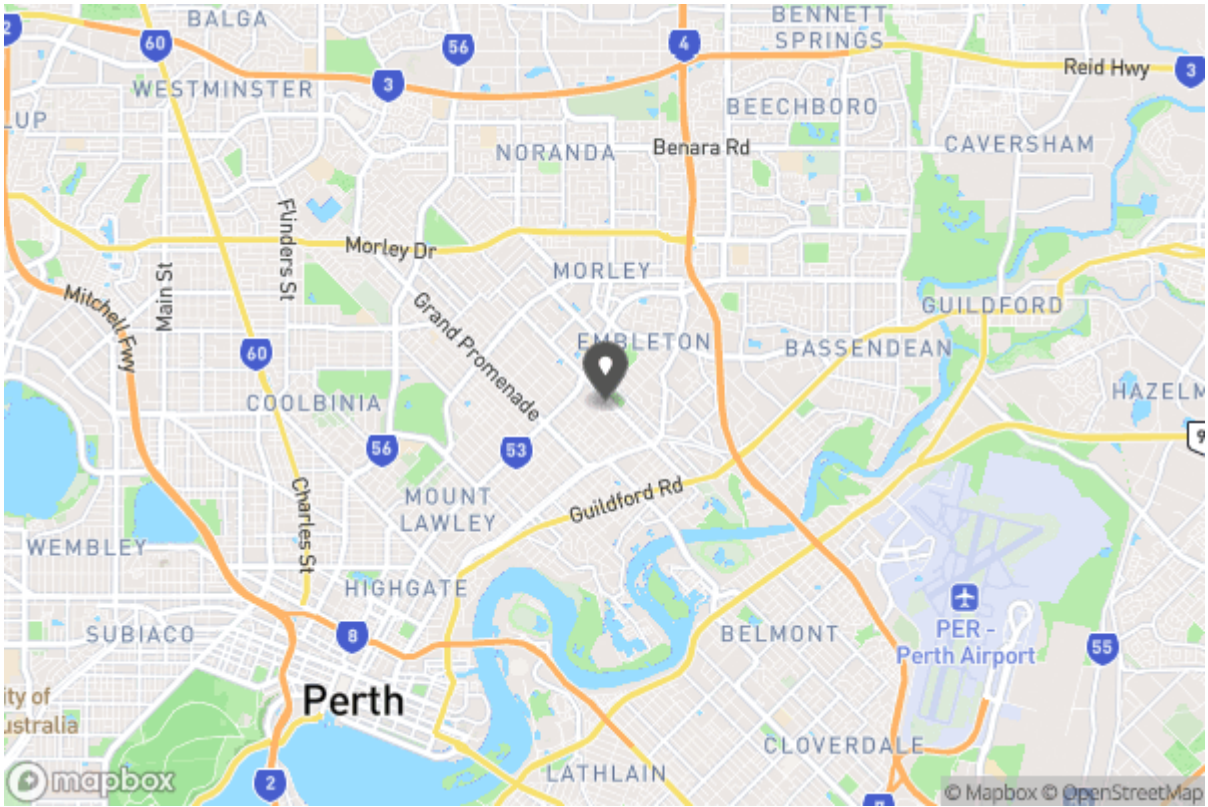 2
BALGA
60
56
4
BENNETT
SPRINGS
3
Reid Hwy
3
WESTMINSTER
BEECHBORO
LUP
NORANDA
Benara Rd
CAVERSHAM
Flinders St
Morley Dr
Main St
MORLEY
Mitchell Fwy
Grand Promenade
GUILDFORD
60
EMBLETON
BASSENDEAN
COOLBINIA
HAZELM
56
53
9
Charles St
MOUNT
LAWLEY
Guildford Rd
WEMBLEY
HIGHGATE
SUBIACO
8
BELMONT
PER -
Perth Airport
55
ity of
ustralia
Perth
CLOVERDALE
LATHLAIN
2
mapbox
© Mapbox © OpenStreetMap